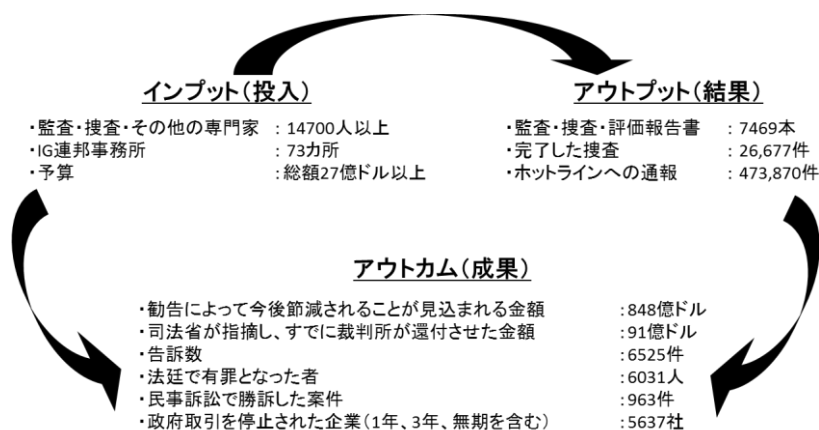 インプット(投入)
・監査・捜査・その他の専門家 : 14700人以上
・IG連邦事務所 : 73カ所
・予算 : 総額27億ドル以上
アウトプット(結果)
・監査・捜査・評価報告書 : 7469本
・完了した捜査 : 26,677件
・ホットラインへの通報 : 473,870件
アウトカム(成果)
・勧告によって今後節減されることが見込まれる金額 :848億ドル
・司法省が指摘し、すでに裁判所が還付させた金額 :91億ドル
・告訴数 :6525件
・法廷で有罪となった者 :6031人
・民事訴訟で勝訴した案件 :963件
・政府取引を停止された企業(1年、3年、無期を含む) :5637社